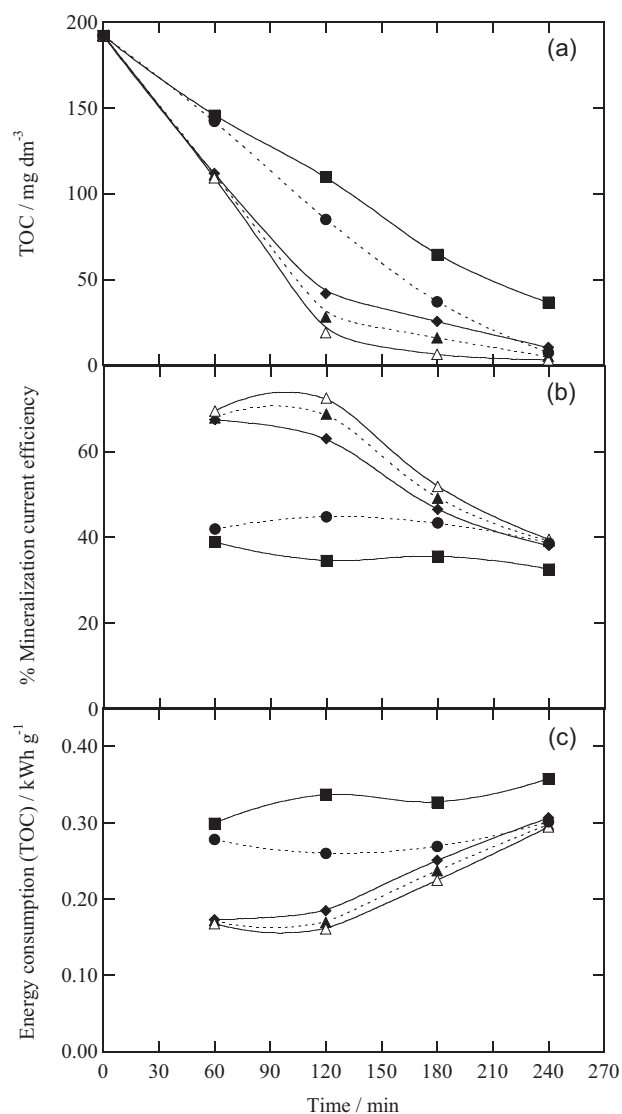 200
(a)
150
100
50
0
TOC / mg dm⁻³
(b)
60
40
20
0
% Mineralization current efficiency
(c)
0.40
0.30
0.20
0.10
0.00
Energy consumption (TOC) / kWh g⁻¹
0 30 60 90 120 150 180 210 240 270
Time / min